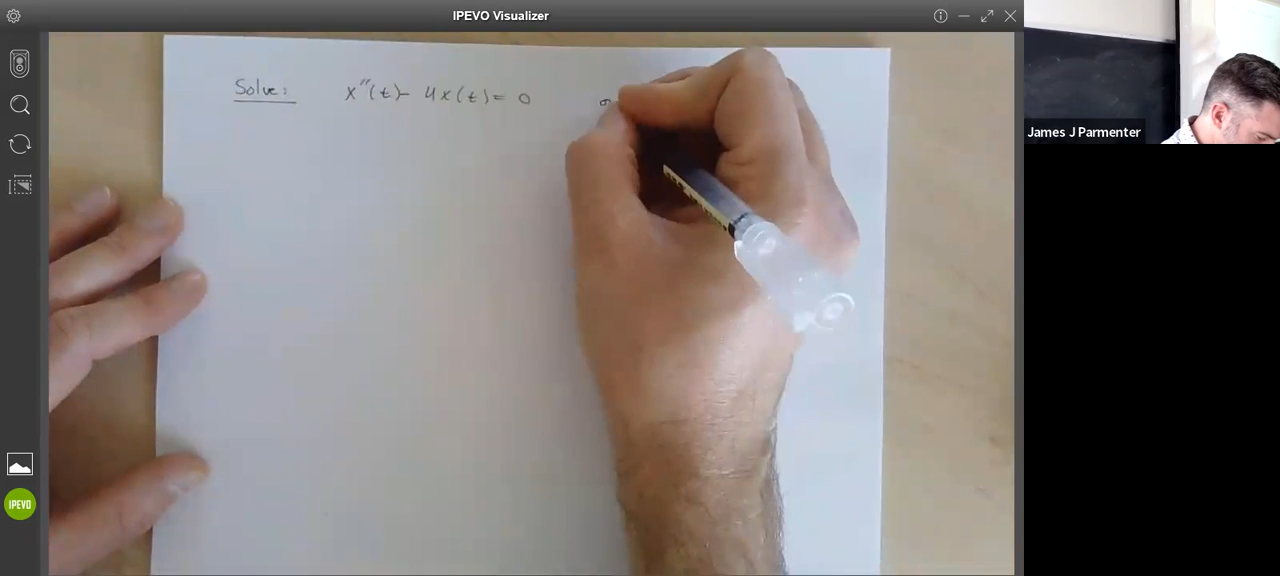 IPEVO Visualizer
Solve: x''(t) - 4x(t) = 0
James J Parmenter
IPEVO